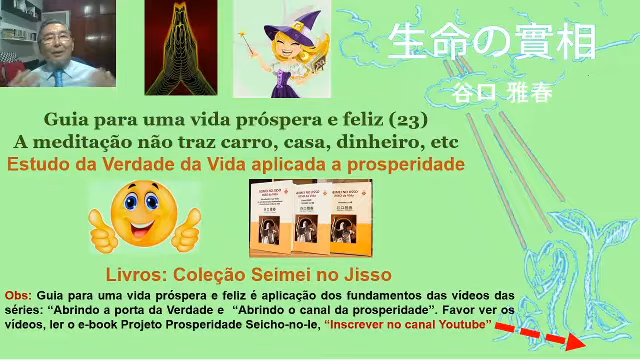 生命の實相
谷口 雅春
Guia para uma vida próspera e feliz (23)
A meditação não traz carro, casa, dinheiro, etc
Estudo da Verdade da Vida aplicada a prosperidade
Livros: Coleção Seimei no Jisso
Obs: Guia para uma vida próspera e feliz é aplicação dos fundamentos das vídeos das
séries: “Abrindo a porta da Verdade e “Abrindo o canal da prosperidade”. Favor ver os
vídeos, ler o e-book Projeto Prosperidade Seicho-no-Ie, “Inscrever no canal Youtube”